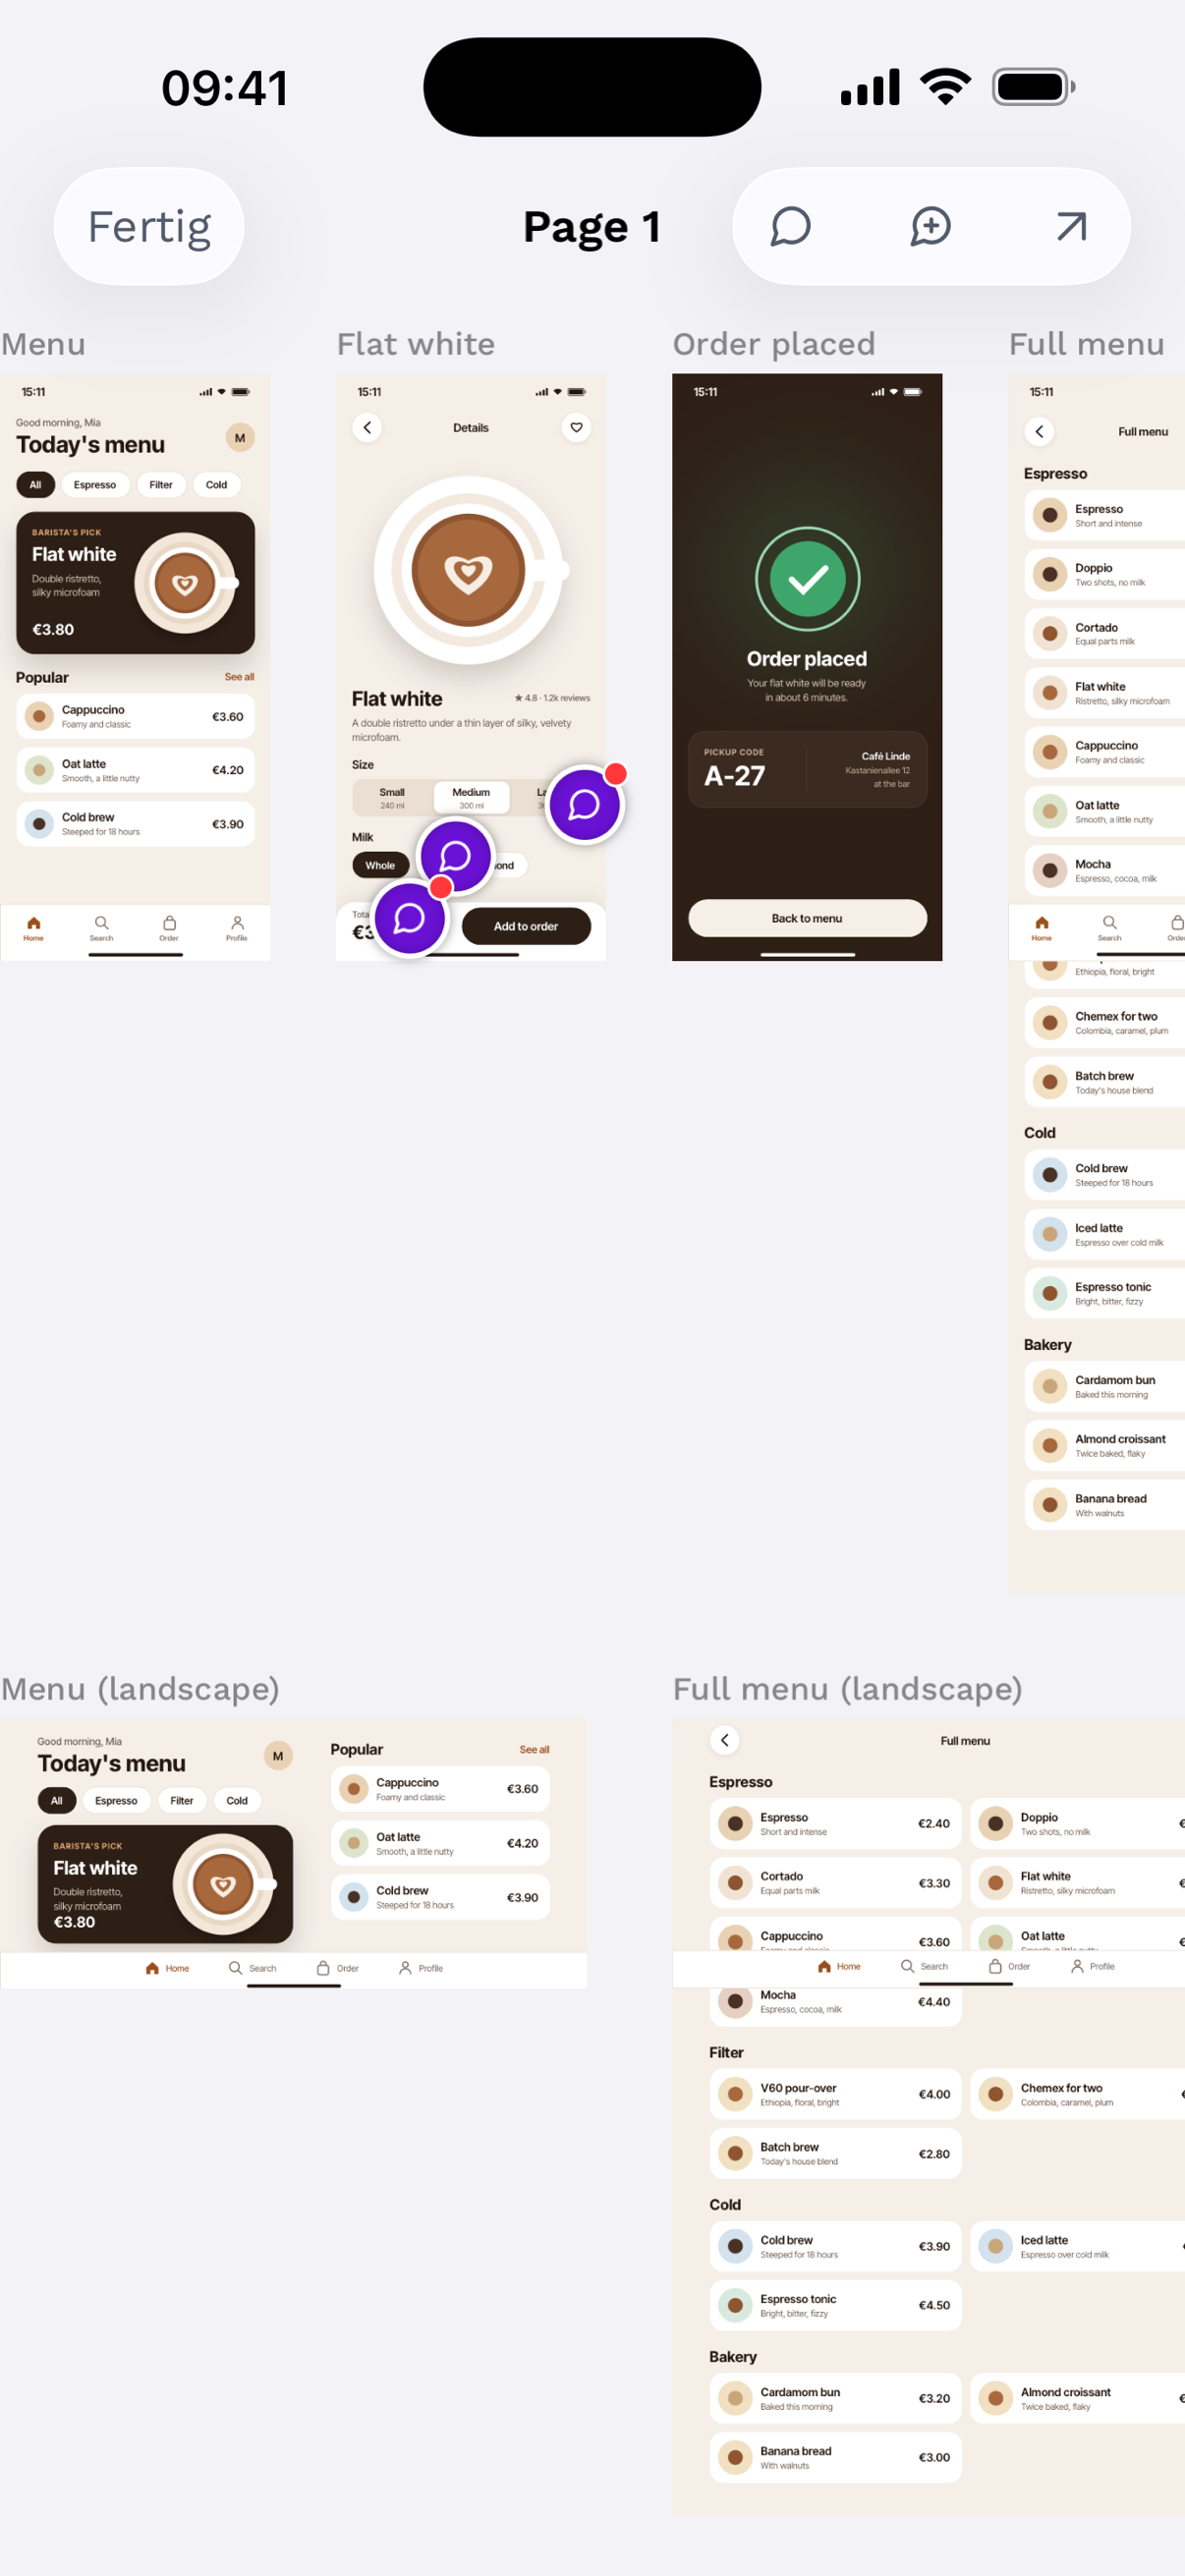 09:41
Fertig
Page 1
Menu
15:11
Good morning, Mia
Today's menu
M
All
Espresso
Filter
Cold
BARISTA'S PICK
Flat white
Double ristretto,
silky microfoam
€3.80
Popular
See all
Cappuccino
Foamy and classic
€3.60
Oat latte
Smooth, a little nutty
€4.20
Cold brew
Steeped for 18 hours
€3.90
Home
Search
Order
Profile
Flat white
15:11
Details
Flat white
★ 4.8 · 1.2k reviews
A double ristretto under a thin layer of silky, velvety
microfoam.
Size
Small
240 ml
Medium
300 ml
Milk
Whole
Add to order
Order placed
15:11
Order placed
Your flat white will be ready
in about 6 minutes.
PICKUP CODE
A-27
Café Linde
Kastanienallee 12
at the bar
Back to menu
Full menu
15:11
Full menu
Espresso
Espresso
Short and intense
Doppio
Two shots, no milk
Cortado
Equal parts milk
Flat white
Ristretto, silky microfoam
Cappuccino
Foamy and classic
Oat latte
Smooth, a little nutty
Mocha
Espresso, cocoa, milk
Home
Search
Ethiopia, floral, bright
Chemex for two
Colombia, caramel, plum
Batch brew
Today's house blend
Cold
Cold brew
Steeped for 18 hours
Iced latte
Espresso over cold milk
Espresso tonic
Bright, bitter, fizzy
Bakery
Cardamom bun
Baked this morning
Almond croissant
Twice baked, flaky
Banana bread
With walnuts
Menu (landscape)
Good morning, Mia
Today's menu
M
All
Espresso
Filter
Cold
BARISTA'S PICK
Flat white
Double ristretto,
silky microfoam
€3.80
Popular
See all
Cappuccino
Foamy and classic
€3.60
Oat latte
Smooth, a little nutty
€4.20
Cold brew
Steeped for 18 hours
€3.90
Home
Search
Order
Profile
Full menu (landscape)
Full menu
Espresso
Espresso
Short and intense
€2.40
Doppio
Two shots, no milk
Cortado
Equal parts milk
€3.30
Flat white
Ristretto, silky microfoam
Cappuccino
€3.60
Oat latte
Home
Search
Order
Profile
Mocha
Espresso, cocoa, milk
€4.40
Filter
V60 pour-over
Ethiopia, floral, bright
€4.00
Chemex for two
Colombia, caramel, plum
Batch brew
Today's house blend
€2.80
Cold
Cold brew
Steeped for 18 hours
€3.90
Iced latte
Espresso over cold milk
Espresso tonic
Bright, bitter, fizzy
€4.50
Bakery
Cardamom bun
Baked this morning
€3.20
Almond croissant
Twice baked, flaky
Banana bread
With walnuts
€3.00